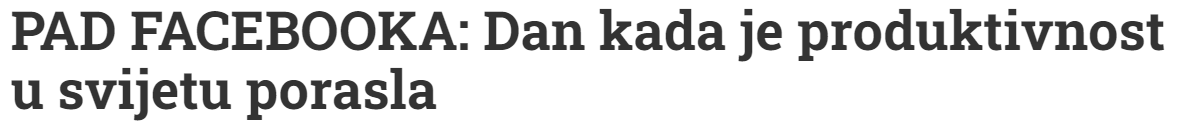 PAD FACEBOOKA: Dan kada je produktivnost
u svijetu porasla